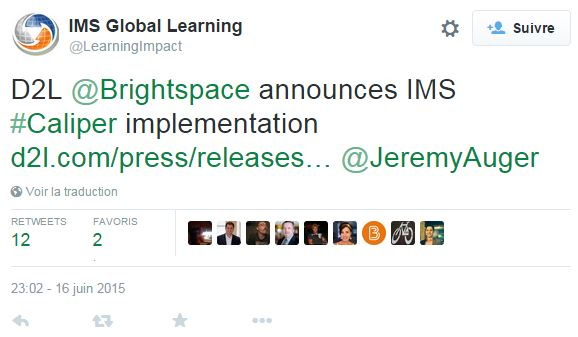 IMS Global Learning
@LearningImpact
Suivre
D2L @Brightspace announces IMS
#Caliper implementation
d2l.com/press/releases… @JeremyAuger
Voir la traduction
RETWEETS FAVORIS
12 2
B
23:02 - 16 juin 2015